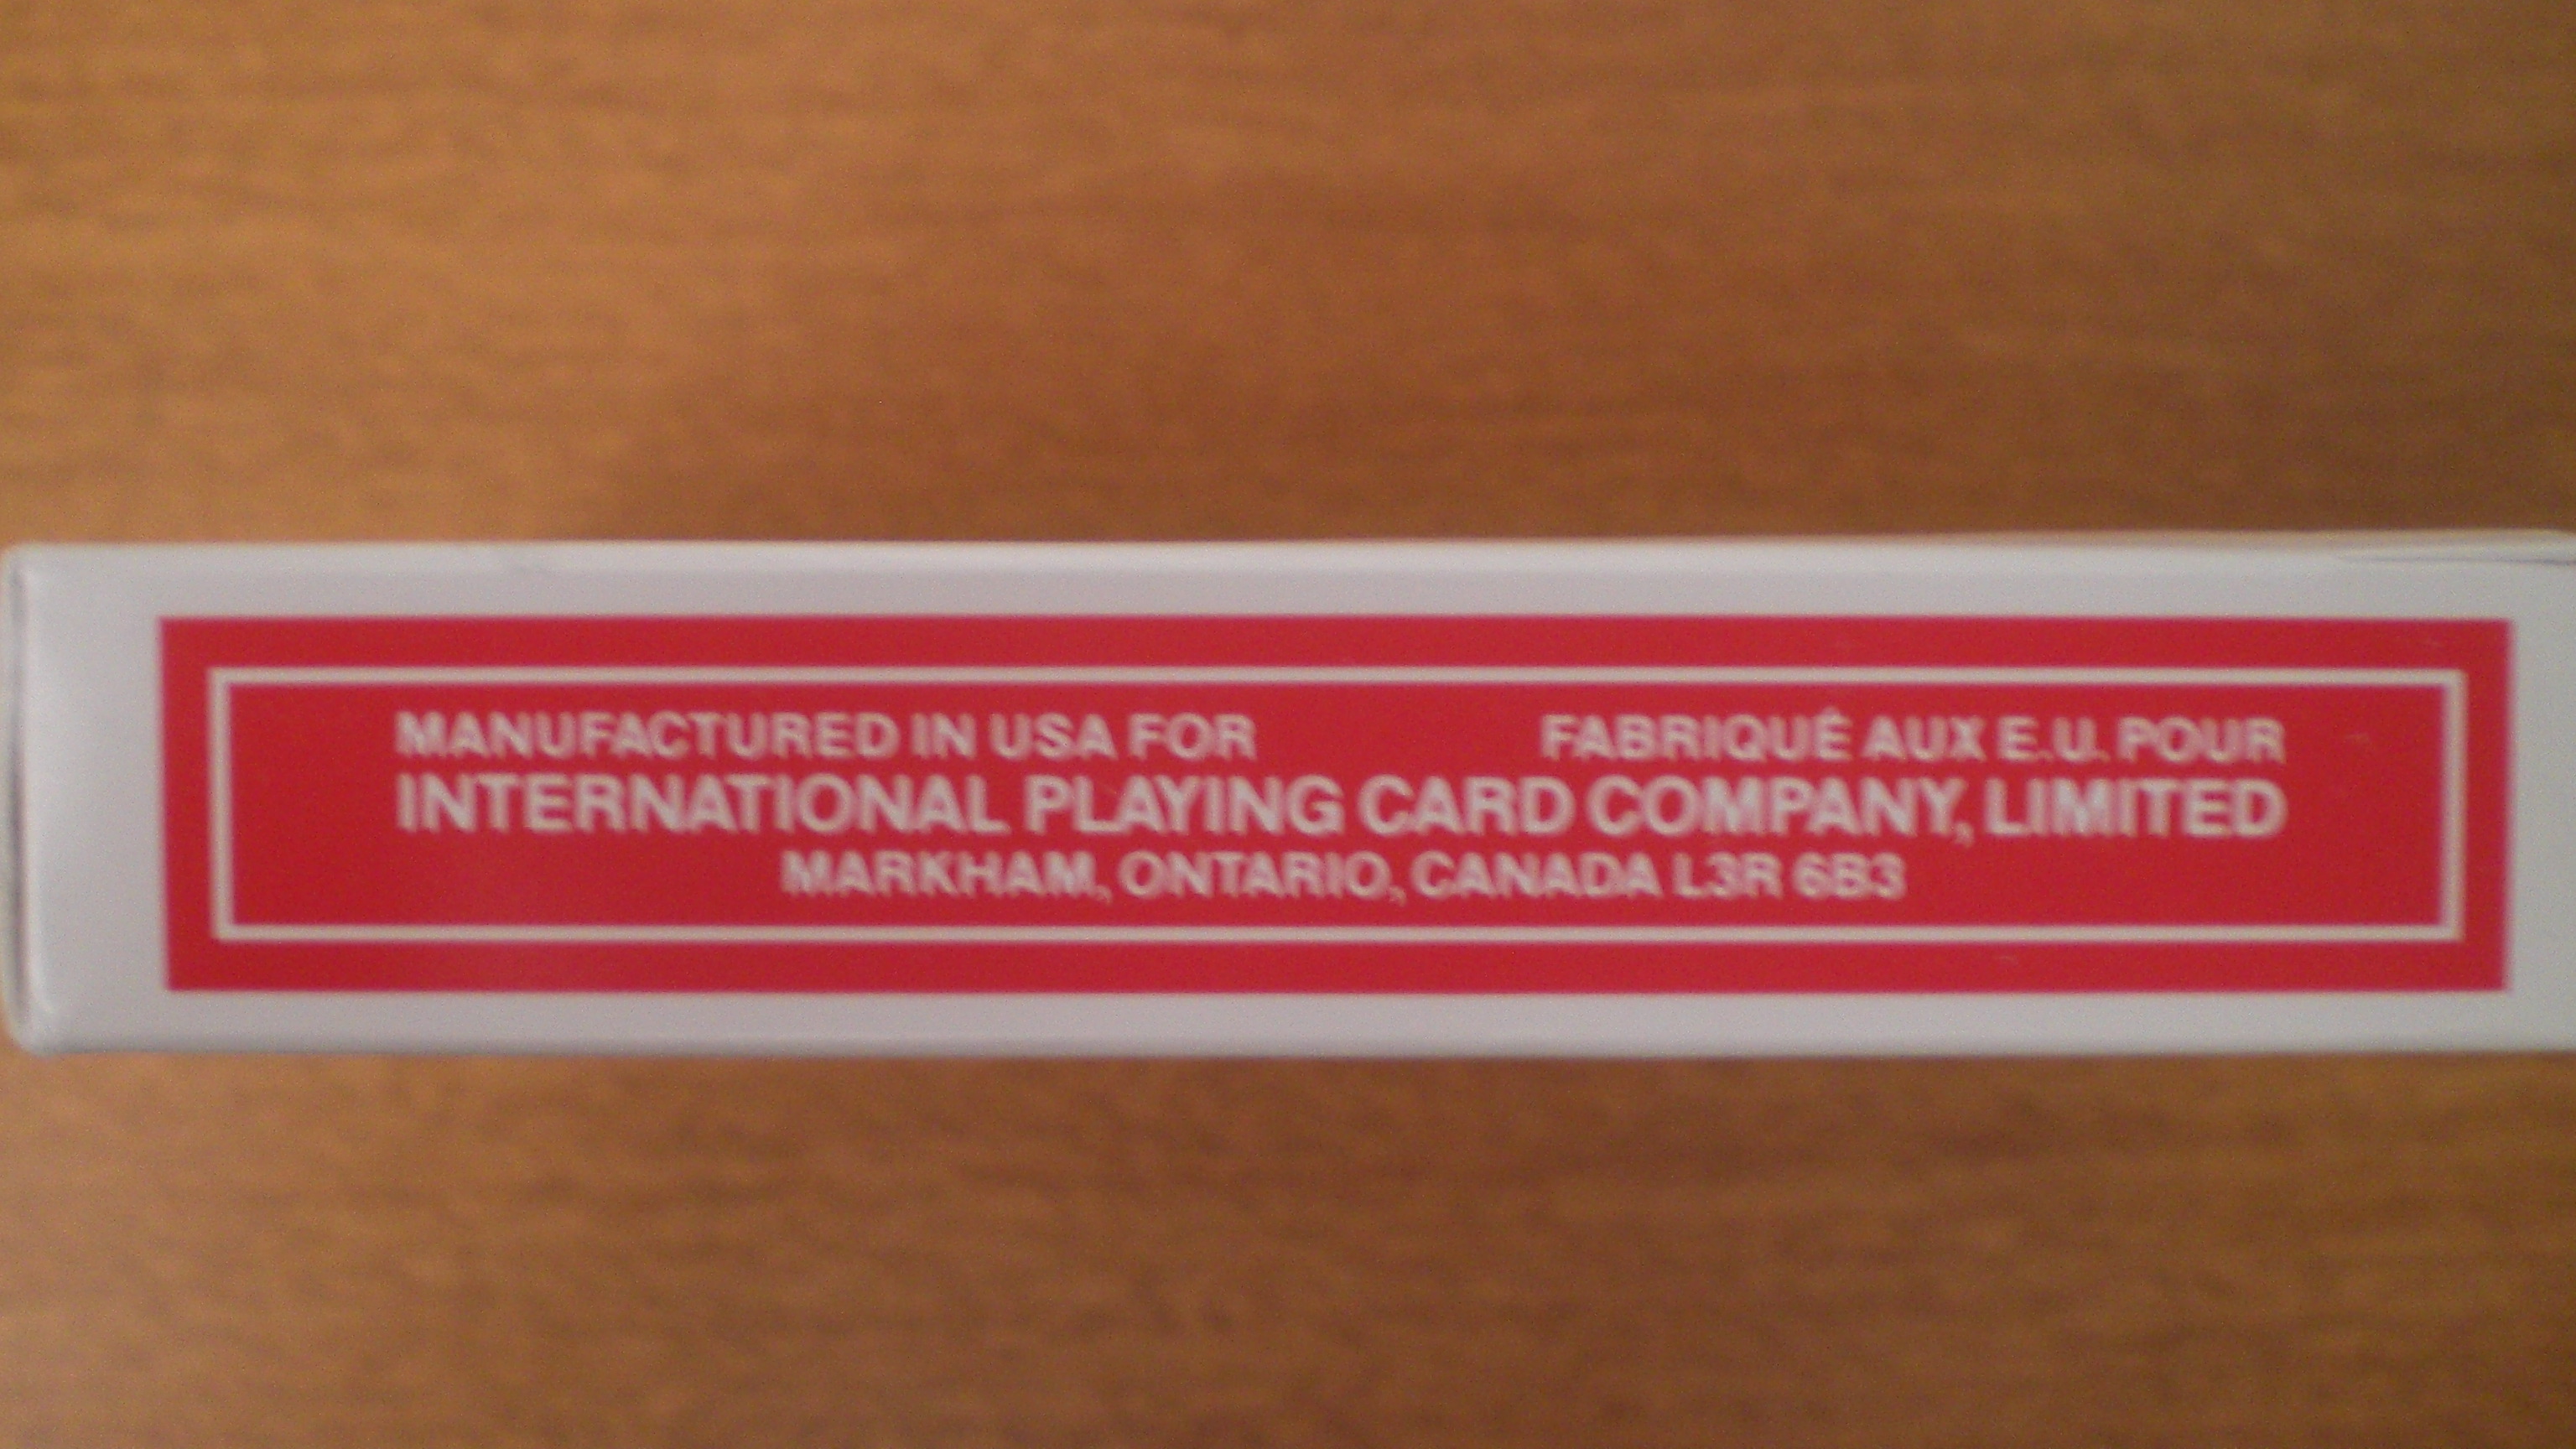 MANUFACTURED IN USA FOR FABRIQUÉ AUX E.U. POUR
INTERNATIONAL PLAYING CARD COMPANY, LIMITED
MARKHAM, ONTARIO, CANADA L3R 6B3